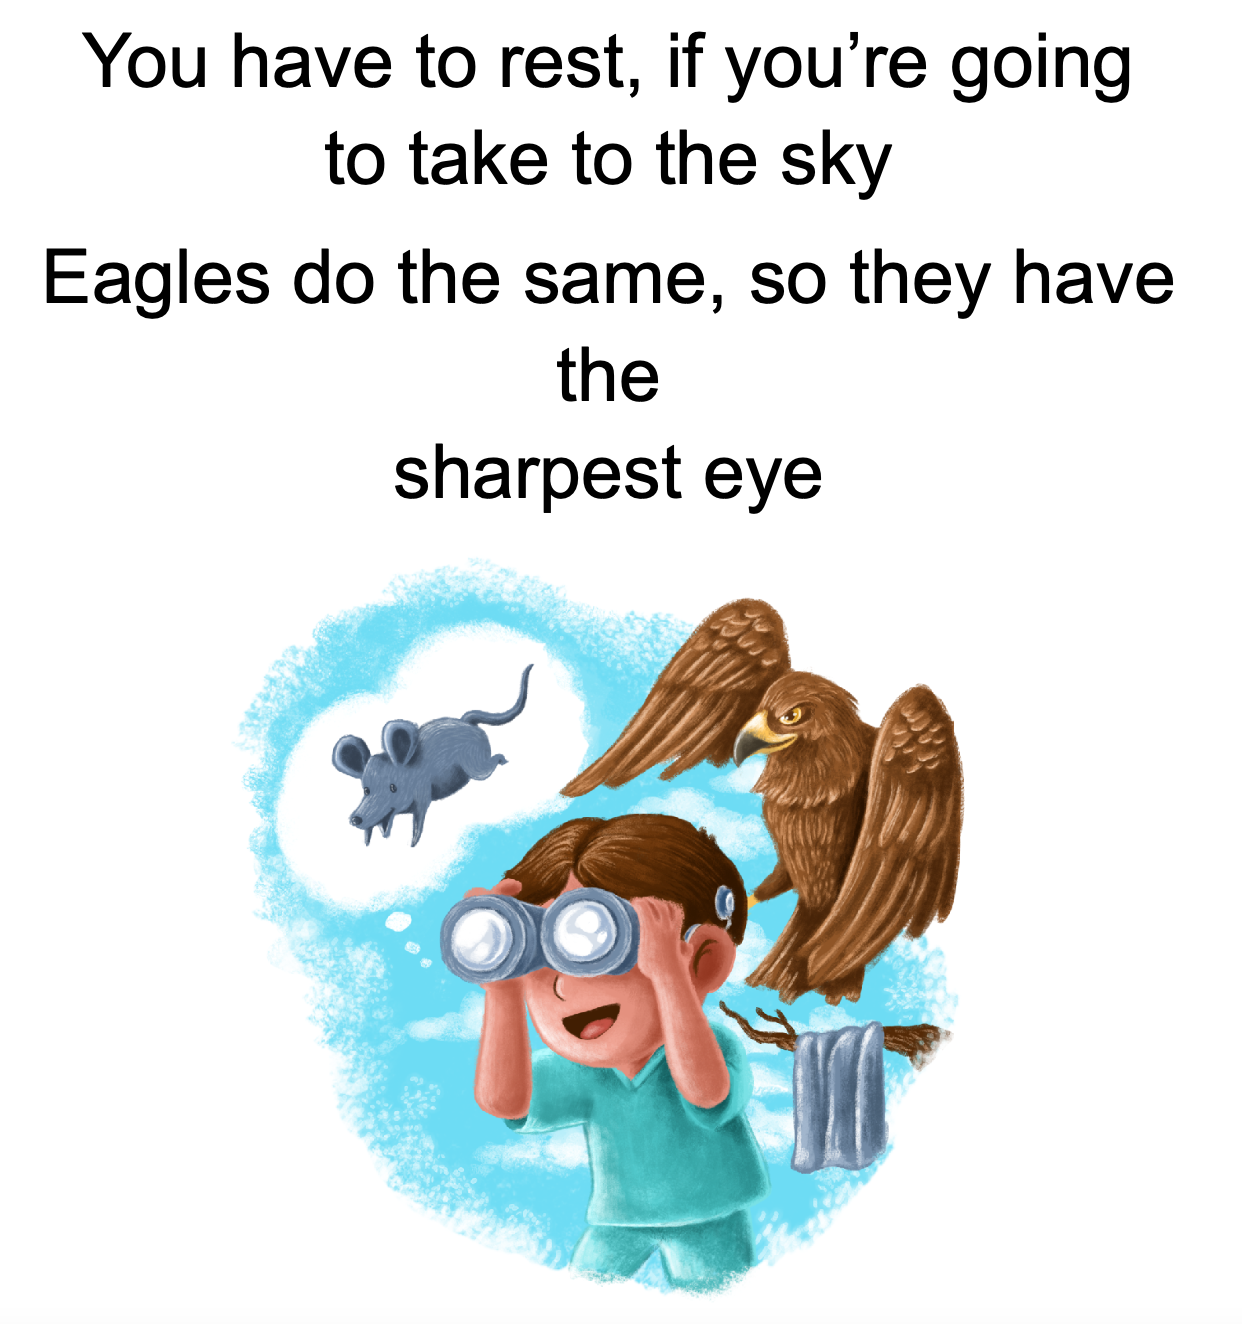 You have to rest, if you’re going
to take to the sky
Eagles do the same, so they have
the
sharpest eye